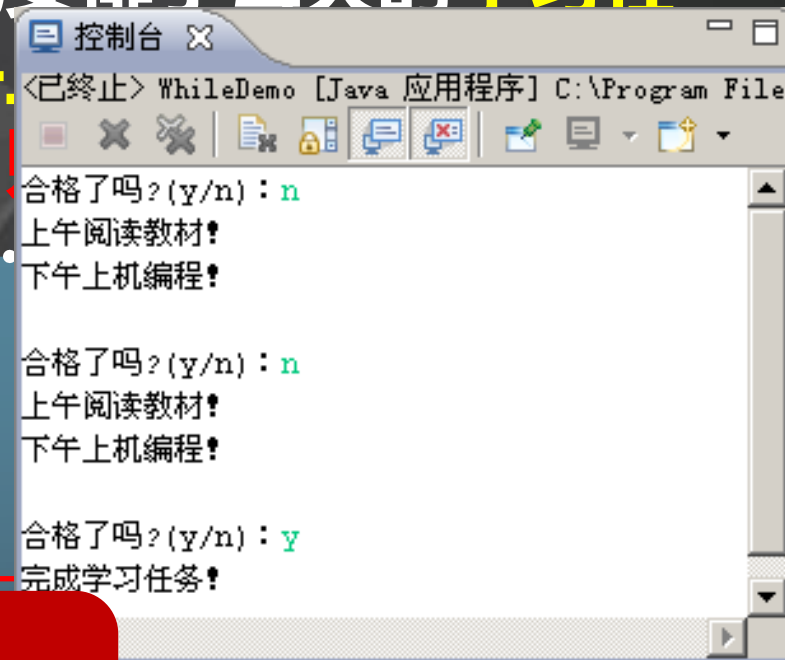 控制台
<已终止> WhileDemo [Java 应用程序] C:\Program File
合格了吗?(y/n)：n
上午阅读教材!
下午上机编程!
合格了吗?(y/n)：n
上午阅读教材!
下午上机编程!
合格了吗?(y/n)：y
完成学习任务!